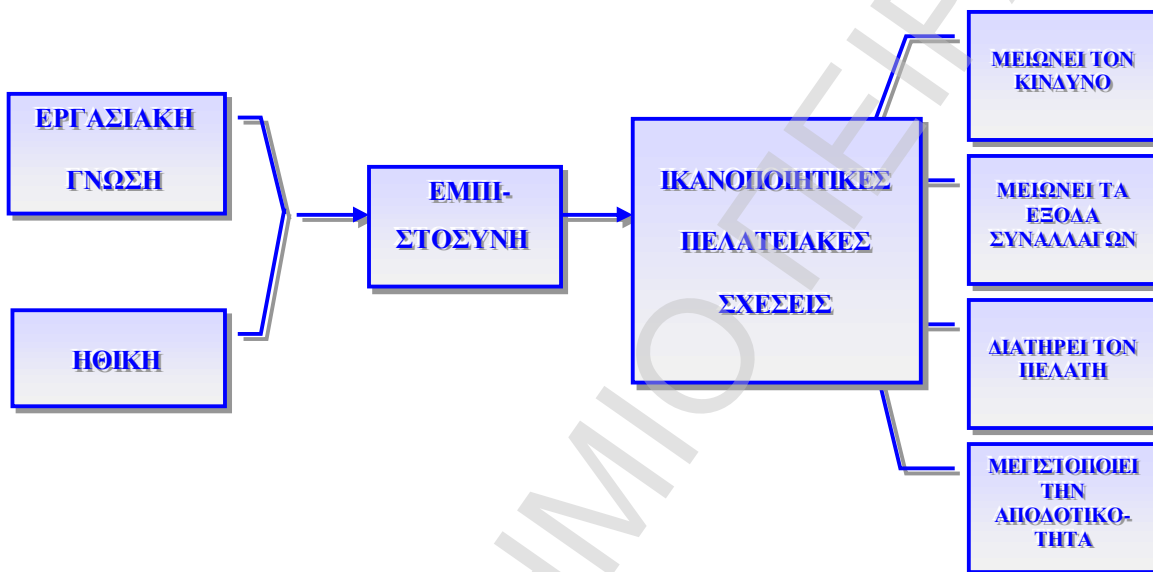 ΕΡΓΑΣΙΑΚΗ
ΓΝΩΣΗ
ΗΘΙΚΗ
ΕΜΠΙ-
ΣΤΟΣΥΝΗ
ΙΚΑΝΟΠΟΙΗΤΙΚΕΣ
ΠΕΛΑΤΕΙΑΚΕΣ
ΣΧΕΣΕΙΣ
ΜΕΙΩΝΕΙ ΤΟΝ
ΚΙΝΔΥΝΟ
ΜΕΙΩΝΕΙ ΤΑ
ΕΞΟΔΑ
ΣΥΝΑΛΛΑΓΩΝ
ΔΙΑΤΗΡΕΙ ΤΟΝ
ΠΕΛΑΤΗ
ΜΕΓΙΣΤΟΠΟΙΕΙ
ΤΗΝ
ΑΠΟΔΟΤΙΚΟ-
ΤΗΤΑ